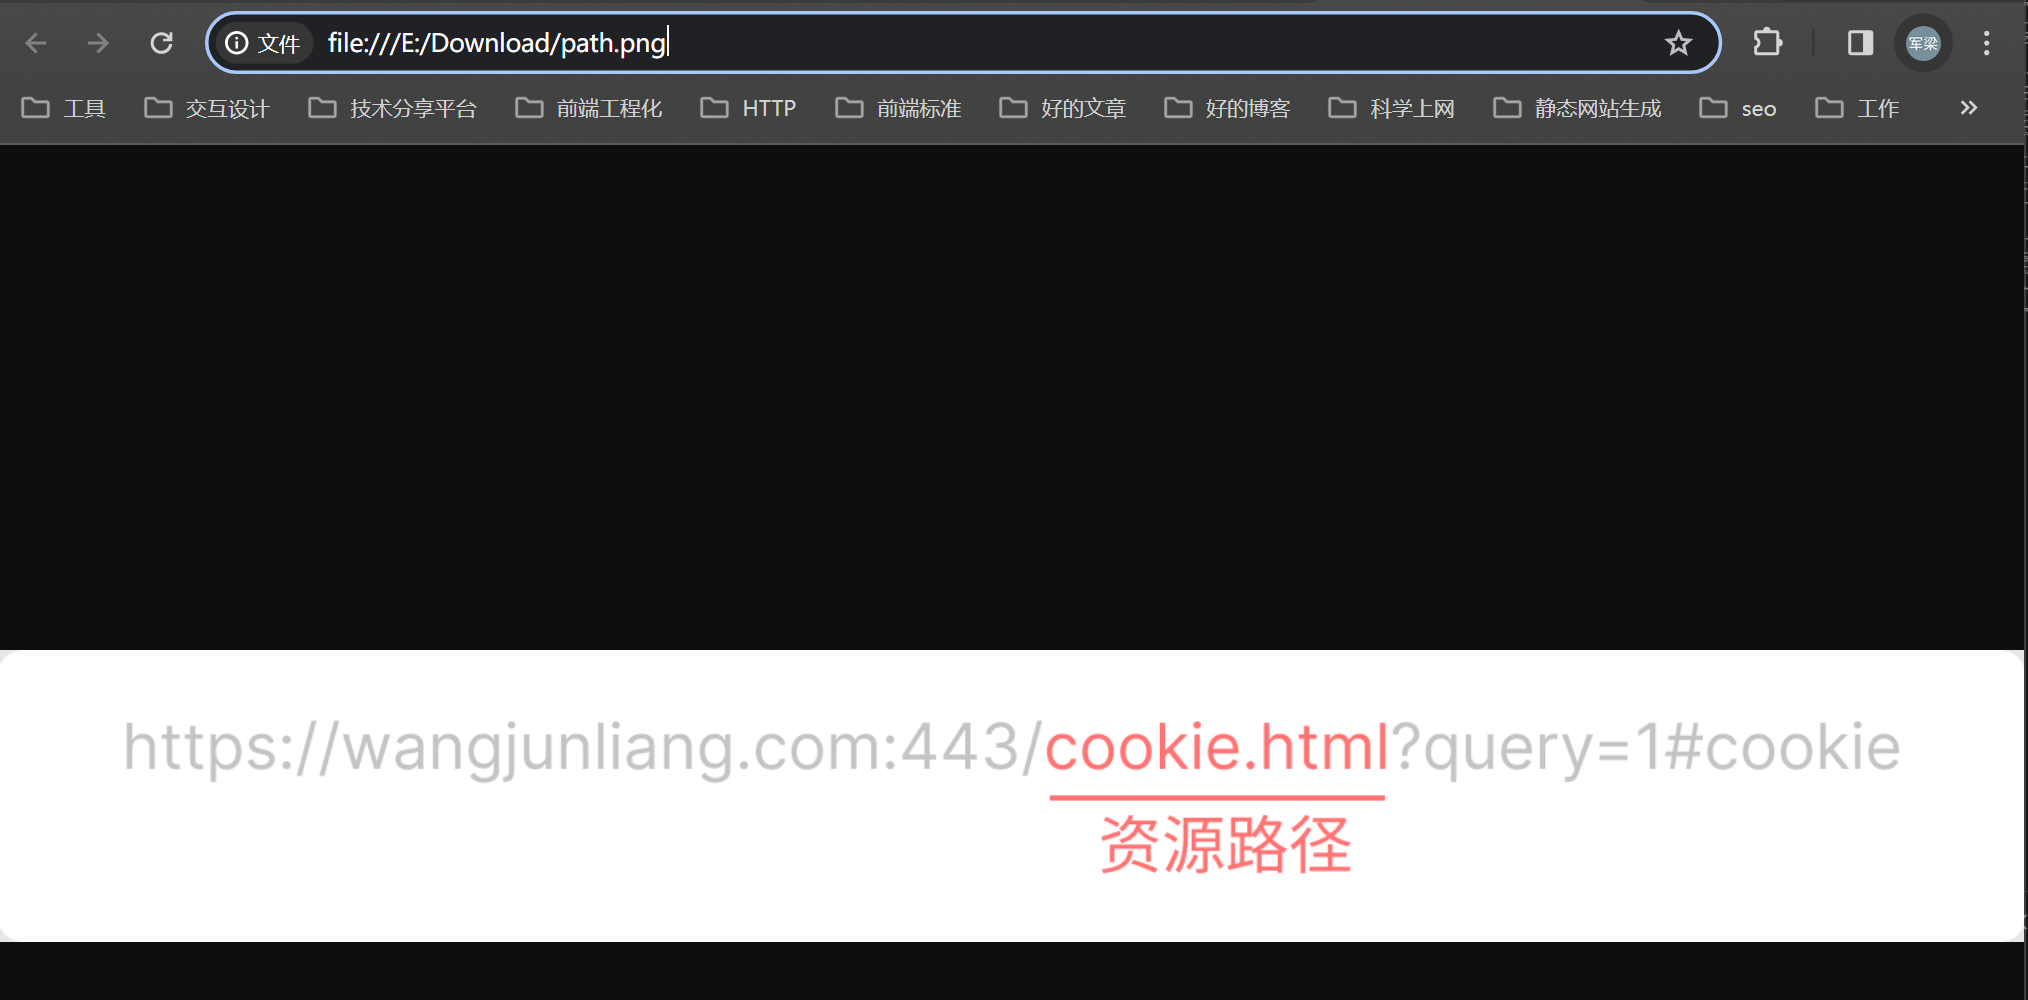 文件 file:///E:/Download/path.png 军梁
工具 交互设计 技术分享平台 前端工程化 HTTP 前端标准 好的文章 好的博客 科学上网 静态网站生成 seo 工作 »
https://wangjunliang.com:443/cookie.html?query=1#cookie
资源路径